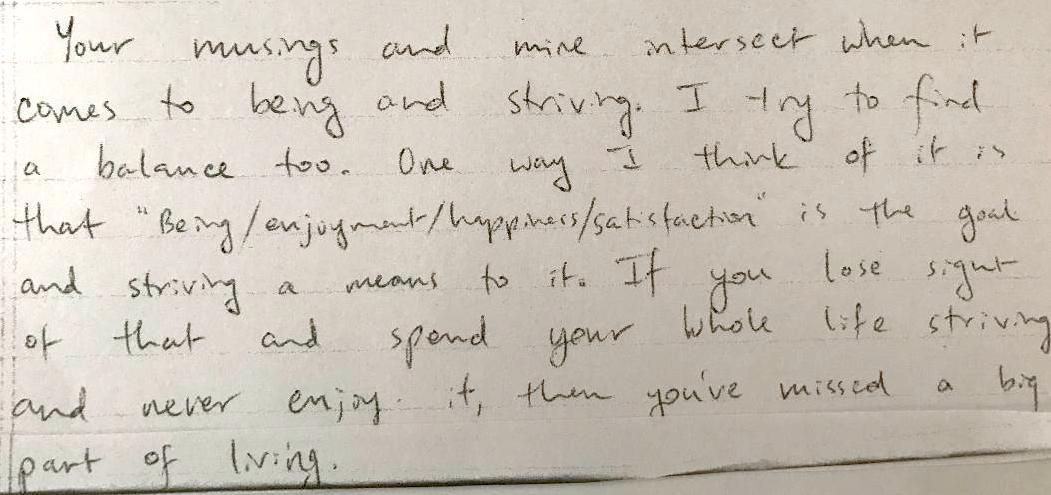 Your musings and mine intersect when it
comes to being and striving. I try to find
a balance too. One way I think of it is
that "Being/enjoyment/happiness/satisfaction" is the goal
and striving a means to it. If you lose sight
of that and spend your whole life striving
and never enjoy it, then you've missed a big
part of living.